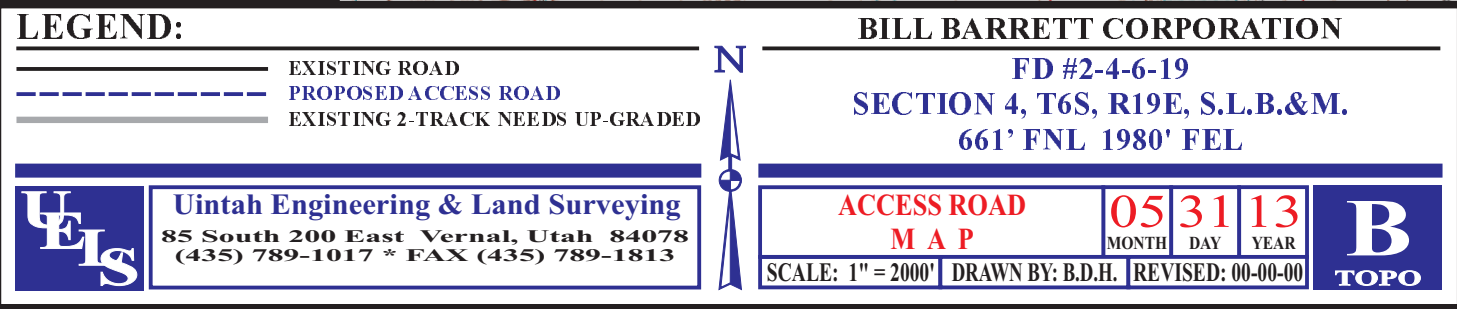 LEGEND:
EXISTING ROAD
PROPOSED ACCESS ROAD
EXISTING 2-TRACK NEEDS UP-GRADED
UELS
Uintah Engineering & Land Surveying
85 South 200 East Vernal, Utah 84078
(435) 789-1017 * FAX (435) 789-1813
N
BILL BARRETT CORPORATION
FD #2-4-6-19
SECTION 4, T6S, R19E, S.L.B.&M.
661’ FNL 1980' FEL
ACCESS ROAD
M A P
05 31 13
MONTH DAY YEAR
SCALE: 1" = 2000' DRAWN BY: B.D.H. REVISED: 00-00-00
B
TOPO